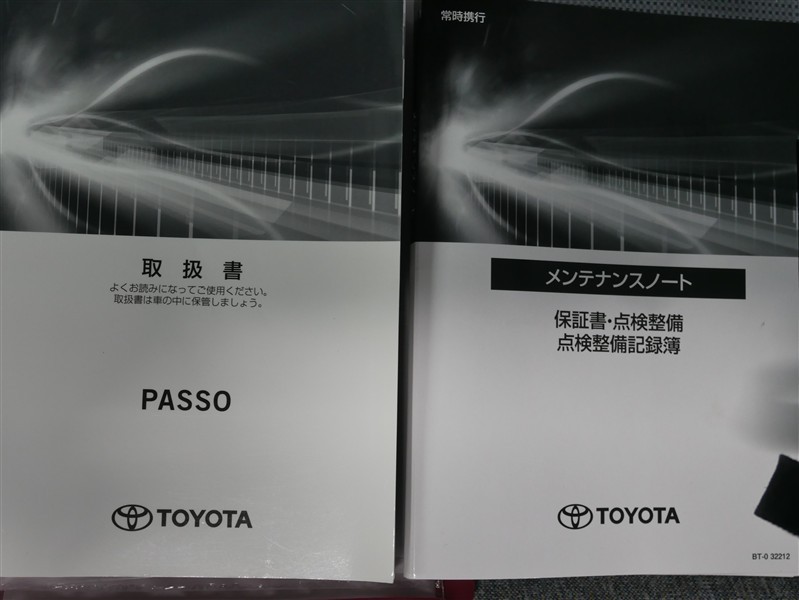 取扱書
よくお読みになってご使用ください。
取扱書は車の中に保管しましょう。
PASSO
TOYOTA
常時携行
メンテナンスノート
保証書・点検整備
点検整備記録簿
TOYOTA
BT-0 32212